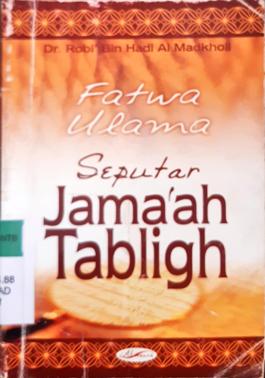 Dr. Robi' Bin Hadi Al Madkholi
Fatwa
Ulama
Seputar
Jama'ah
Tabligh